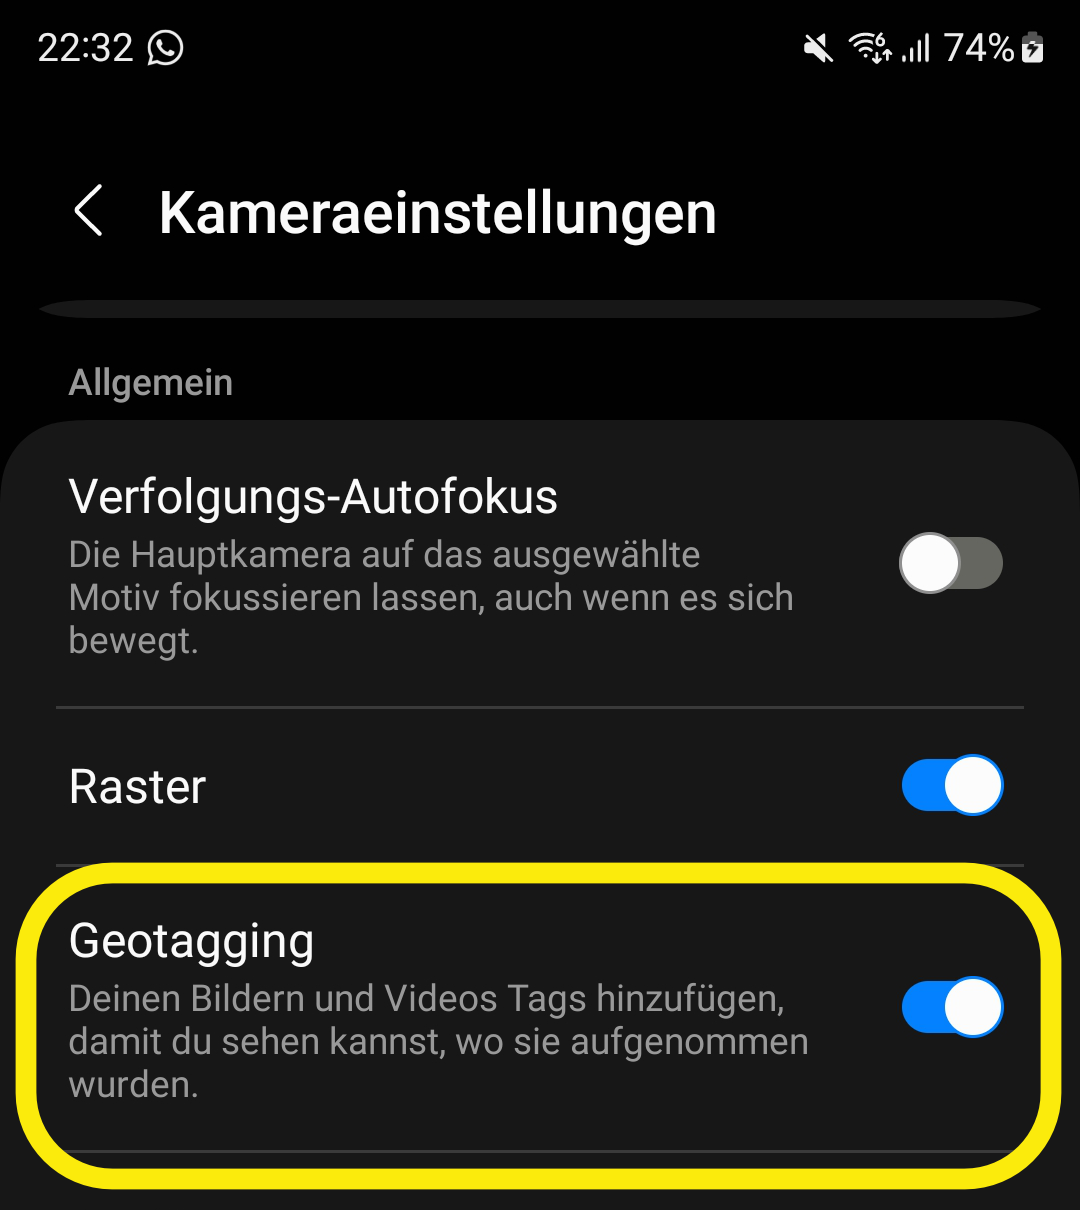 22:32 74%
Kameraeinstellungen
Allgemein
Verfolgungs-Autofokus
Die Hauptkamera auf das ausgewählte
Motiv fokussieren lassen, auch wenn es sich
bewegt.
Raster
Geotagging
Deinen Bildern und Videos Tags hinzufügen,
damit du sehen kannst, wo sie aufgenommen
wurden.